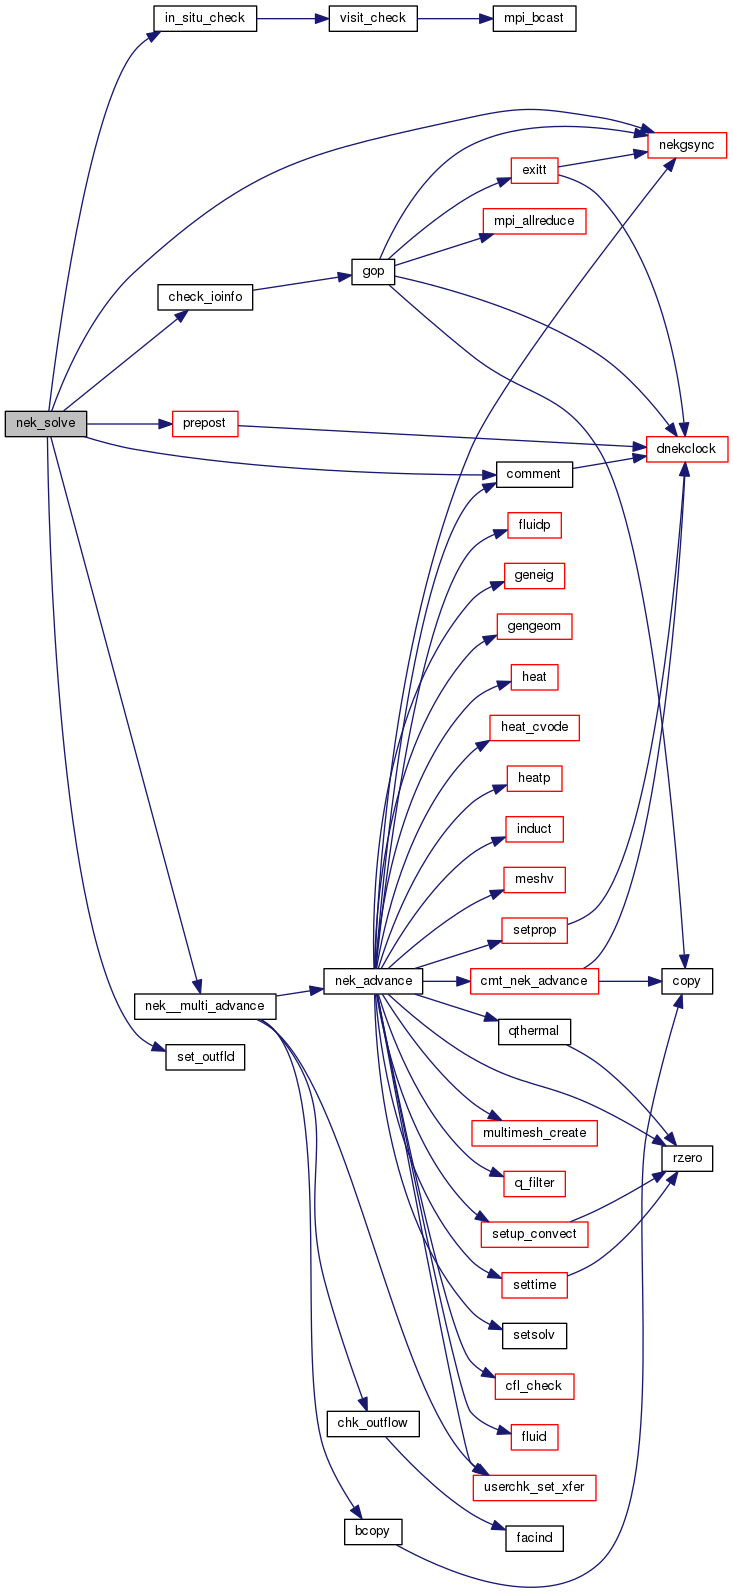 in_situ_check
visit_check
mpi_bcast
nekgsync
exitt
mpi_allreduce
gop
check_ioinfo
nek_solve
prepost
dnekclock
comment
fluidp
geneig
gengeom
heat
heat_cvode
heatp
induct
meshv
setprop
nek_advance
cmt_nek_advance
copy
nek__multi_advance
qthermal
set_outfld
multimesh_create
rzero
q_filter
setup_convect
settime
setsolv
cfl_check
chk_outflow
fluid
userchk_set_xfer
bcopy
facind